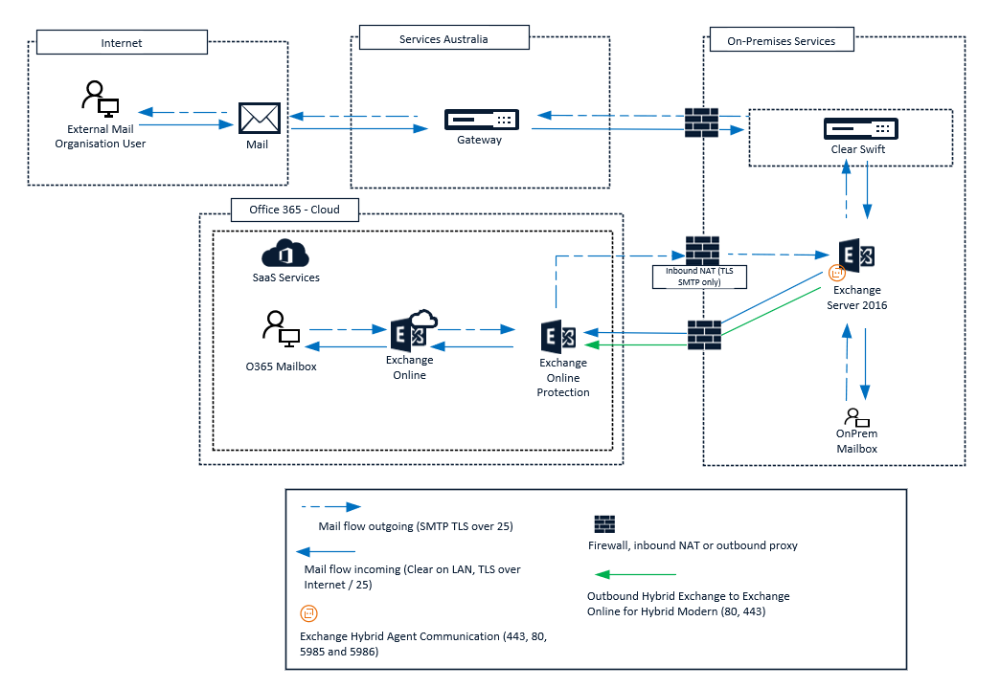 Internet
Services Australia
On-Premises Services
External Mail
Organisation User
Mail
Gateway
Clear Swift
Office 365 - Cloud
SaaS Services
Inbound NAT (TLS
SMTP only)
Exchange
Server 2016
O365 Mailbox
Exchange
Online
Exchange
Online
Protection
OnPrem
Mailbox
Mail flow outgoing (SMTP TLS over 25)
Mail flow incoming (Clear on LAN, TLS over
Internet / 25)
Exchange Hybrid Agent Communication (443, 80,
5985 and 5986)
Firewall, inbound NAT or outbound proxy
Outbound Hybrid Exchange to Exchange
Online for Hybrid Modern (80, 443)